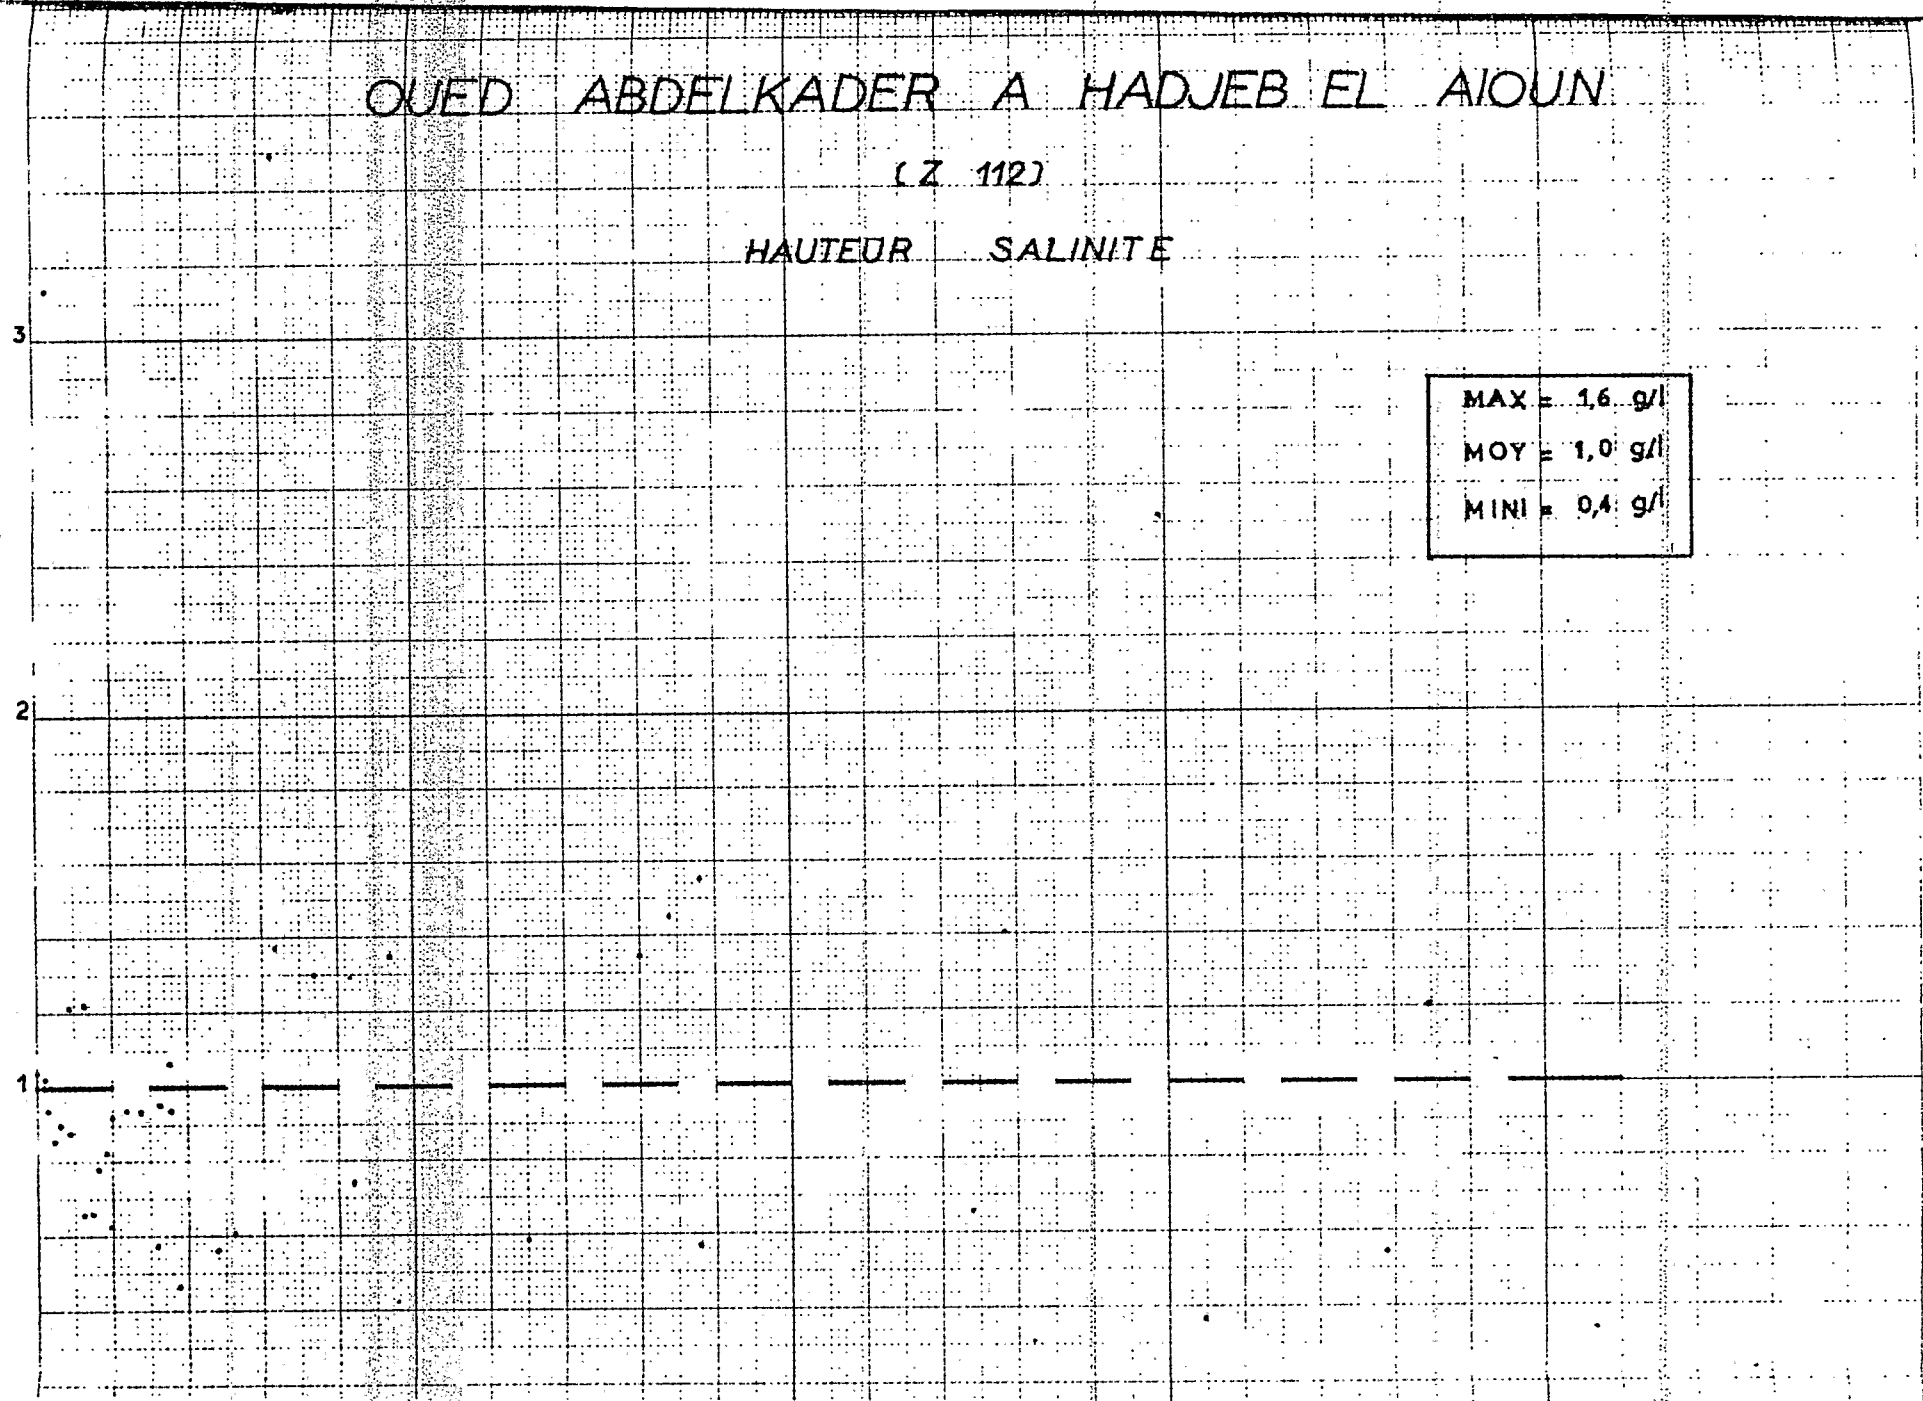 OUED ABDELKADER A HADJEB EL AIOUN
(Z 112)
HAUTEUR SALINITE
3
MAX = 1,6 g/l
MOY = 1,0 g/l
MINI = 0,4 g/l
2
1